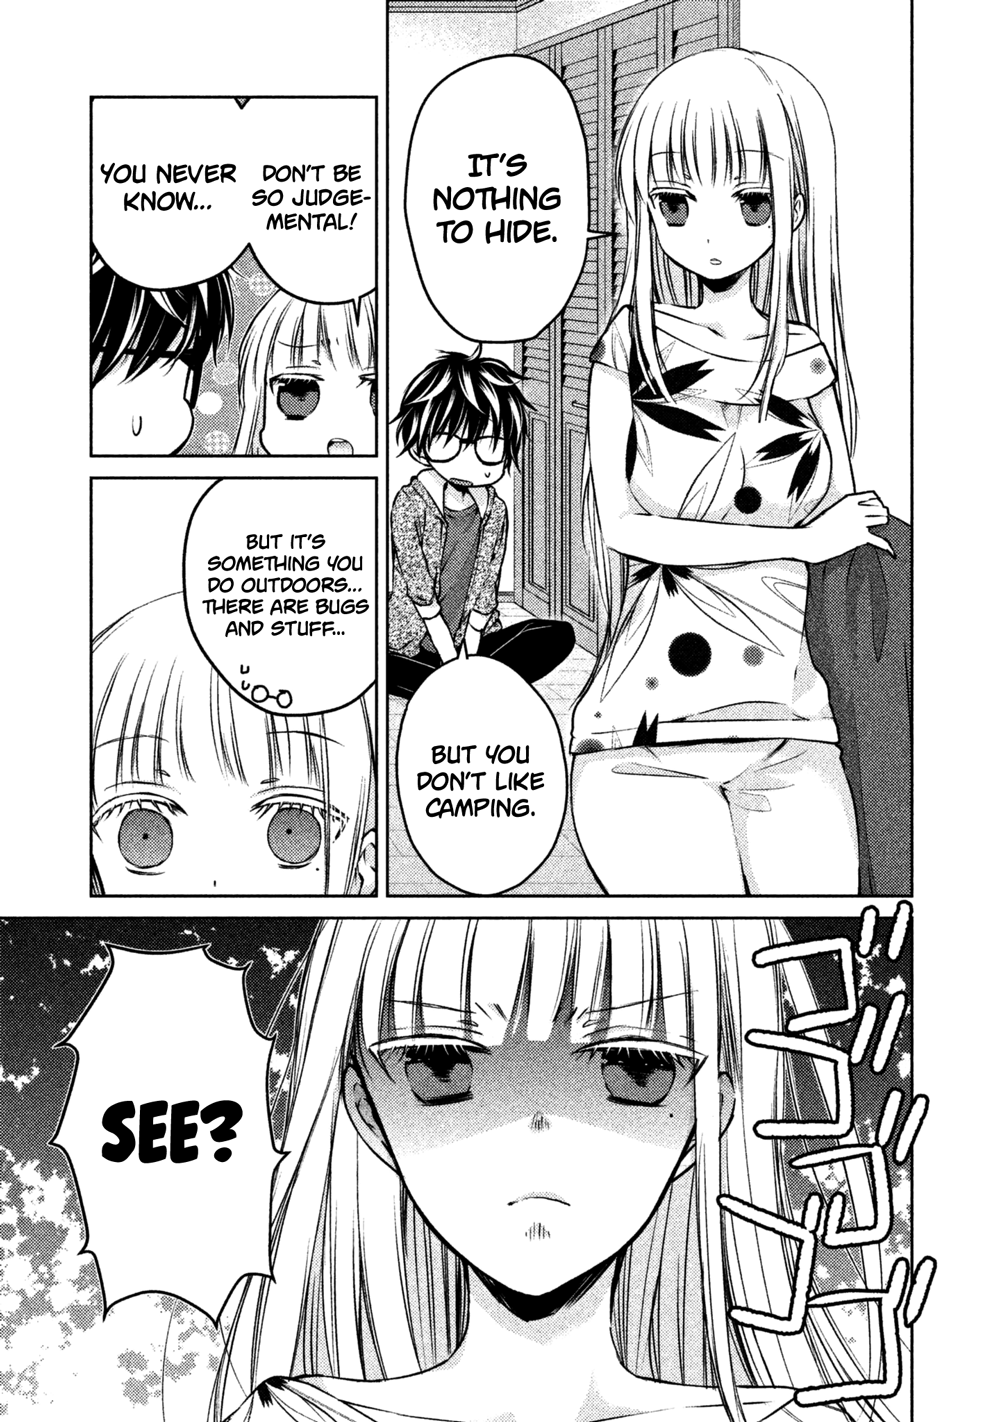 IT'S
NOTHING
TO HIDE.
BUT YOU
DON'T LIKE
CAMPING.
DON'T BE
SO JUDGE-
MENTAL!
YOU NEVER
KNOW...
BUT IT'S
SOMETHING YOU
DO OUTDOORS...
THERE ARE BUGS
AND STUFF...
ゴゴゴゴ
SEE?